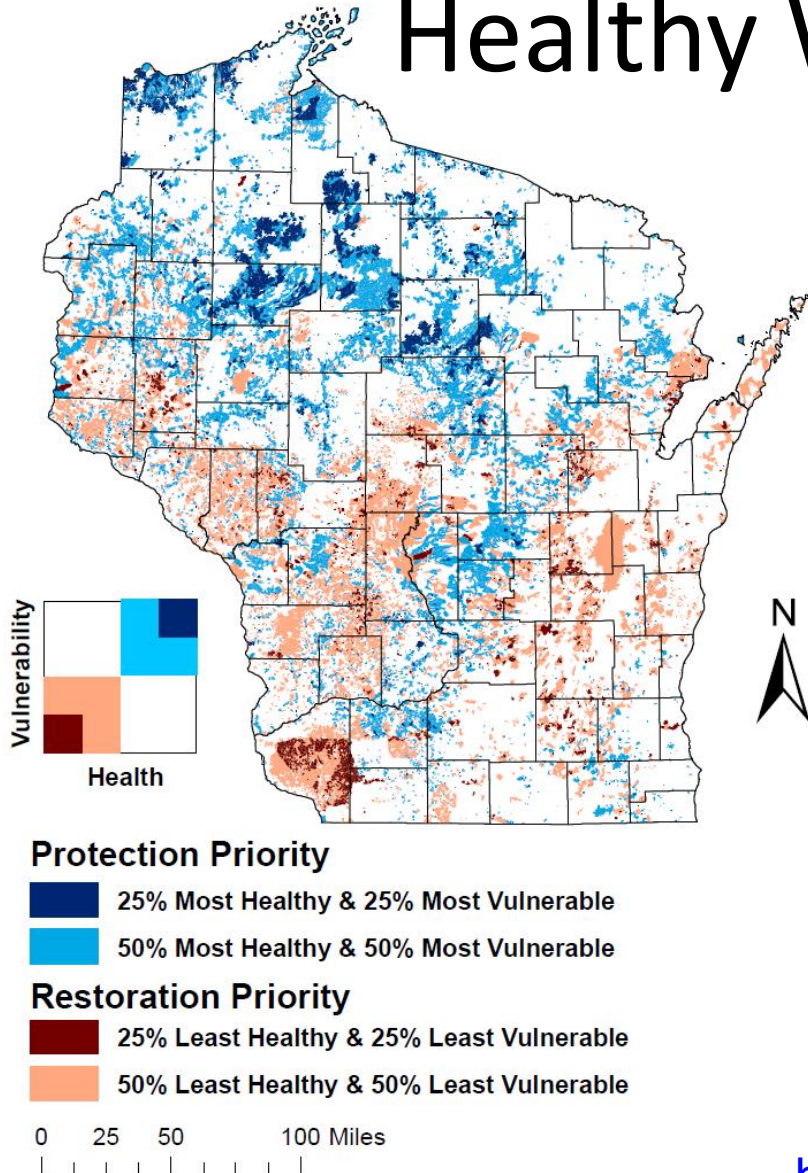 Healthy
N
Vulnerability
Health
Protection Priority
25% Most Healthy & 25% Most Vulnerable
50% Most Healthy & 50% Most Vulnerable
Restoration Priority
25% Least Healthy & 25% Least Vulnerable
50% Least Healthy & 50% Least Vulnerable
0 25 50 100 Miles